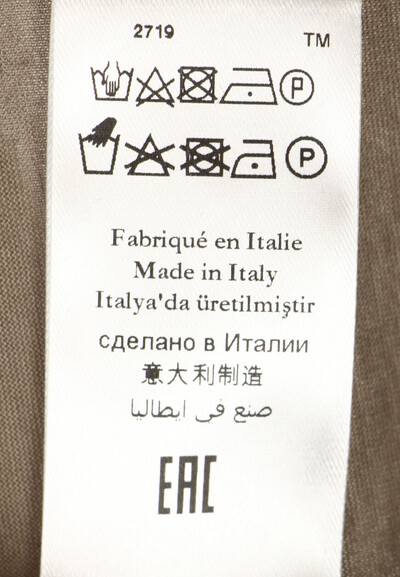 2719
TM
P
P
Fabriqué en Italie
Made in Italy
Italya'da üretilmiştir
сделано в Италии
意大利制造
صنع في ايطاليا
EAC